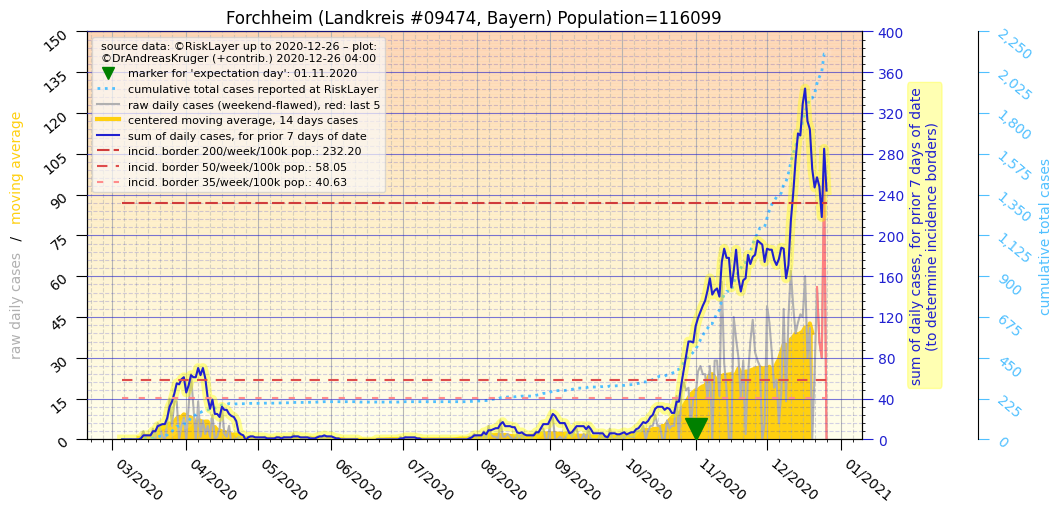 Forchheim (Landkreis #09474, Bayern) Population=116099
source data: ©RiskLayer up to 2020-12-26 – plot:
©DrAndreasKruger (+contrib.) 2020-12-26 04:00
marker for 'expectation day': 01.11.2020
cumulative total cases reported at RiskLayer
raw daily cases (weekend-flawed), red: last 5
centered moving average, 14 days cases
sum of daily cases, for prior 7 days of date
incid. border 200/week/100k pop.: 232.20
incid. border 50/week/100k pop.: 58.05
incid. border 35/week/100k pop.: 40.63
raw daily cases / moving average
150
135
120
105
90
75
60
45
30
15
0
03/2020
04/2020
05/2020
06/2020
07/2020
08/2020
09/2020
10/2020
11/2020
12/2020
01/2021
400
360
320
280
240
200
160
120
80
40
0
sum of daily cases, for prior 7 days of date
(to determine incidence borders)
2,250
2,025
1,800
1,575
1,350
1,125
900
675
450
225
0
cumulative total cases